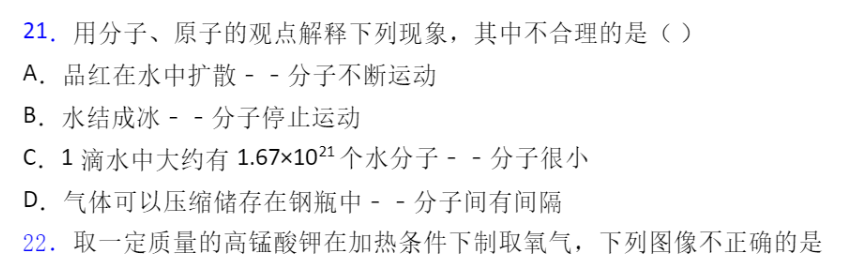 21．用分子、原子的观点解释下列现象，其中不合理的是（ ）
A．品红在水中扩散﹣﹣分子不断运动
B．水结成冰﹣﹣分子停止运动
C．1 滴水中大约有 1.67×10²¹ 个水分子﹣﹣分子很小
D．气体可以压缩储存在钢瓶中﹣﹣分子间有间隔
22．取一定质量的高锰酸钾在加热条件下制取氧气，下列图像不正确的是